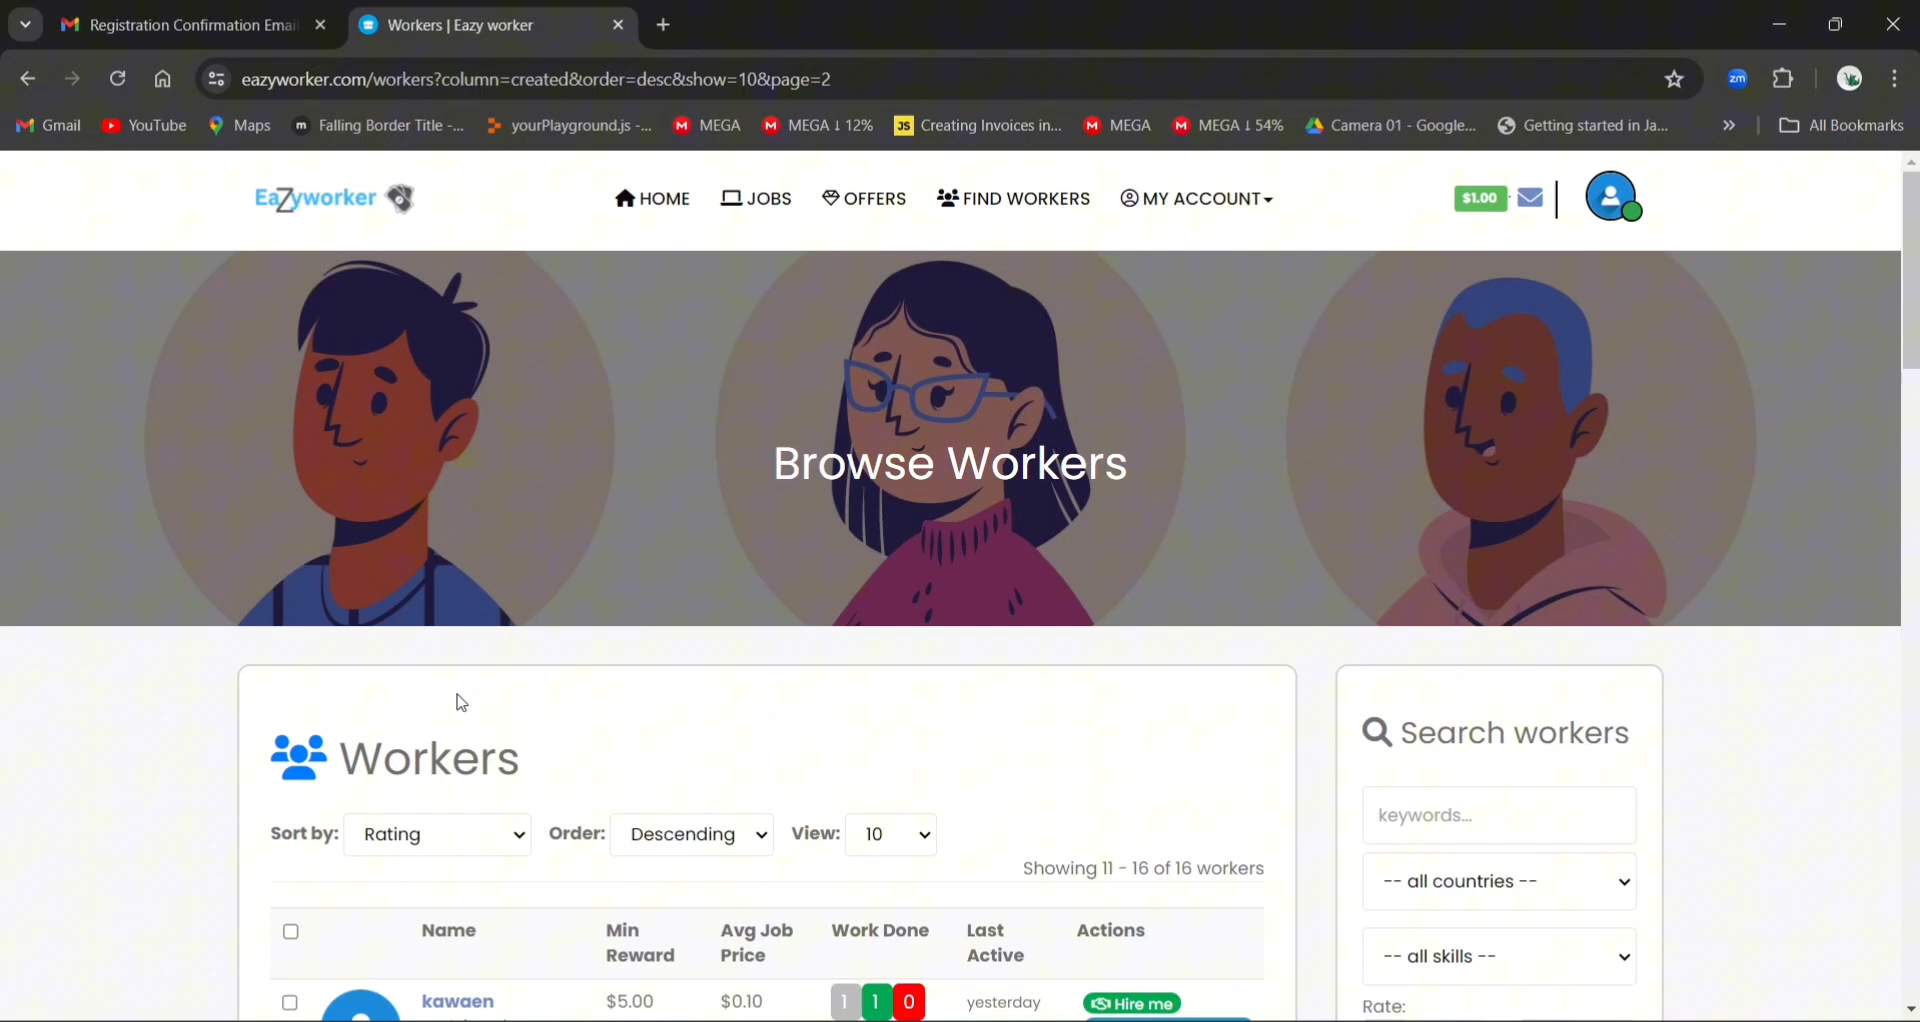 Registration Confirmation Emai
Workers | Eazy worker
eazyworker.com/workers?column=created&order=desc&show=10&page=2
zm
Gmail
YouTube
Maps
m Falling Border Title -...
yourPlayground.js -...
M MEGA
M MEGA ↓ 12%
JS Creating Invoices in...
M MEGA
M MEGA ↓ 54%
Camera 01 - Google...
Getting started in Ja...
»
All Bookmarks
EaZyworker
HOME
JOBS
OFFERS
FIND WORKERS
MY ACCOUNT
$1.00
Browse Workers
Workers
Sort by: Rating Order: Descending View: 10
Showing 11 - 16 of 16 workers
Name Min Reward Avg Job Price Work Done Last Active Actions
kawaen $5.00 $0.10 1 1 0 yesterday Hire me
Search workers
keywords...
-- all countries --
-- all skills --
Rate: